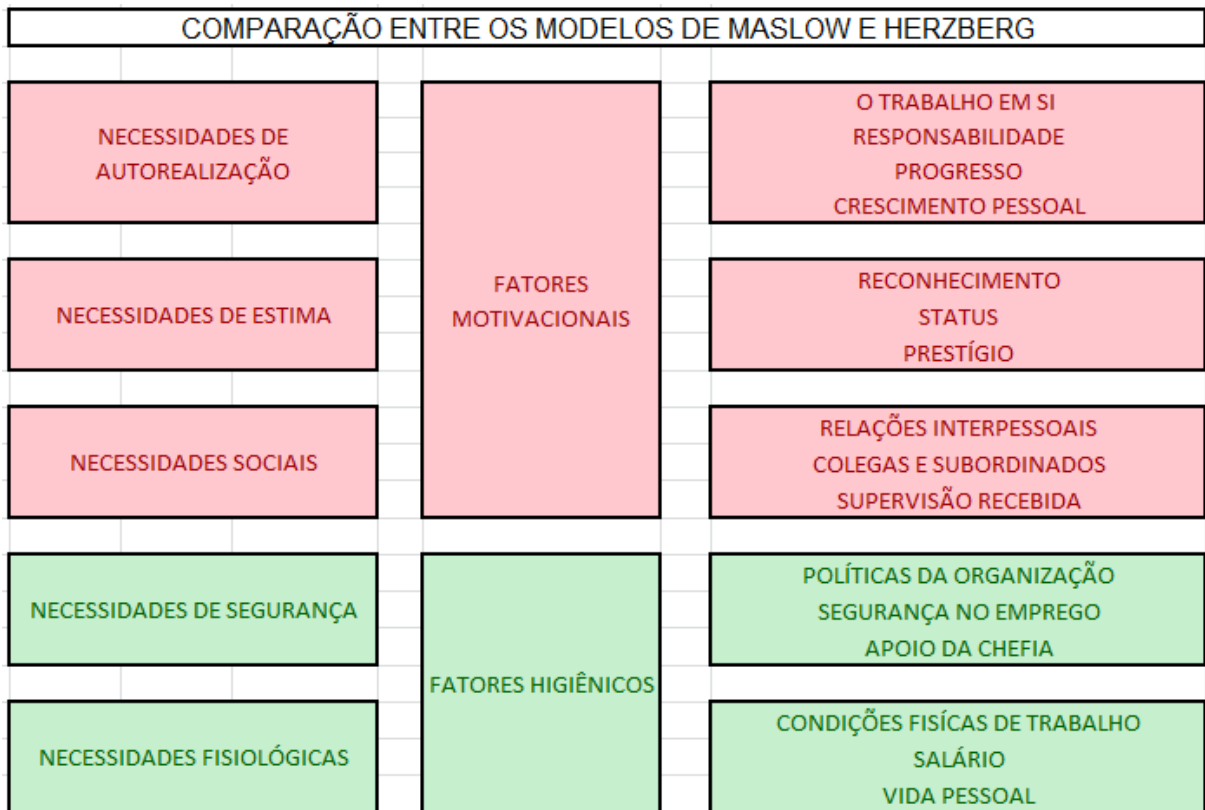 COMPARAÇÃO ENTRE OS MODELOS DE MASLOW E HERZBERG
NECESSIDADES DE
AUTOREALIZAÇÃO
NECESSIDADES DE ESTIMA
NECESSIDADES SOCIAIS
NECESSIDADES DE SEGURANÇA
NECESSIDADES FISIOLÓGICAS
FATORES
MOTIVACIONAIS
FATORES HIGIÊNICOS
O TRABALHO EM SI
RESPONSABILIDADE
PROGRESSO
CRESCIMENTO PESSOAL
RECONHECIMENTO
STATUS
PRESTÍGIO
RELAÇÕES INTERPESSOAIS
COLEGAS E SUBORDINADOS
SUPERVISÃO RECEBIDA
POLÍTICAS DA ORGANIZAÇÃO
SEGURANÇA NO EMPREGO
APOIO DA CHEFIA
CONDIÇÕES FISÍCAS DE TRABALHO
SALÁRIO
VIDA PESSOAL